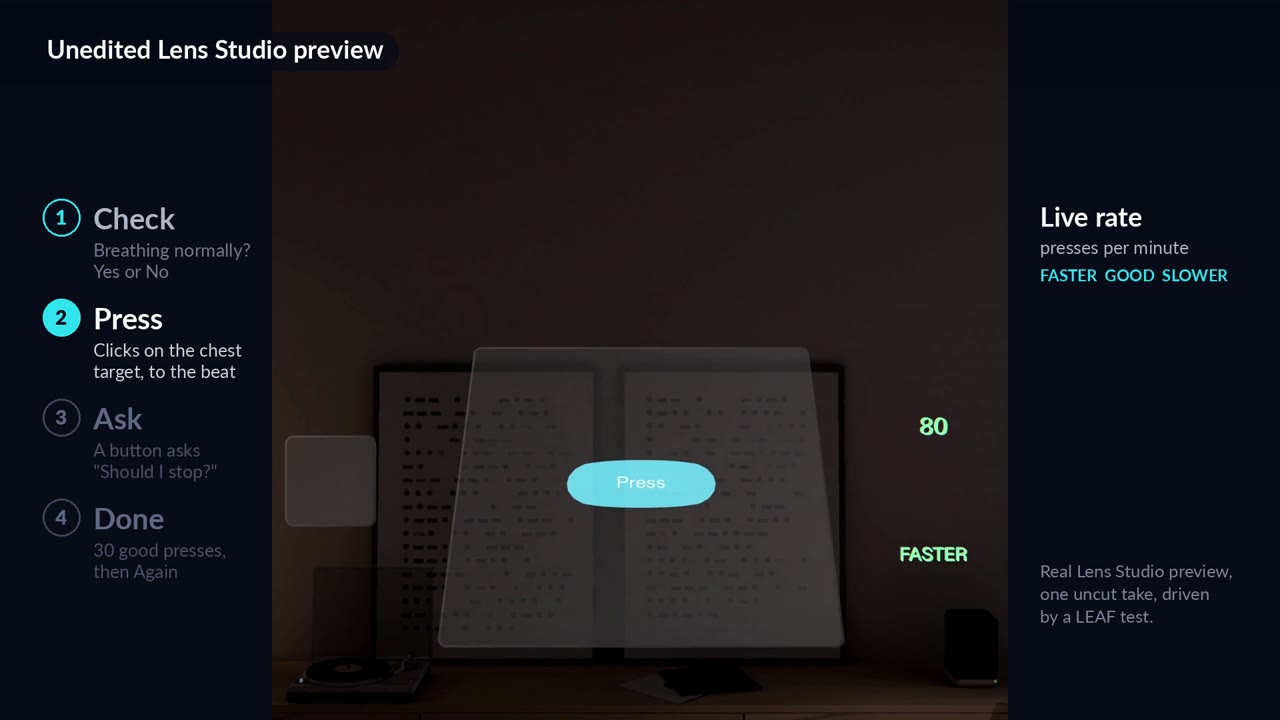 Unedited Lens Studio preview
1 Check
Breathing normally?
Yes or No
2 Press
Clicks on the chest
target, to the beat
3 Ask
A button asks
"Should I stop?"
4 Done
30 good presses,
then Again
Press
80
FASTER
Live rate
presses per minute
FASTER GOOD SLOWER
Real Lens Studio preview,
one uncut take, driven
by a LEAF test.